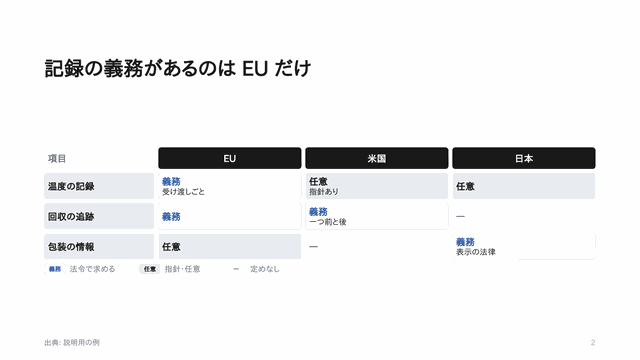 記録の義務があるのは EU だけ
項目 EU 米国 日本
温度の記録 義務 任意 任意
受け渡しごと 指針あり
回収の追跡 義務 義務 —
一つ前と後
包装の情報 任意 — 義務
表示の法律
義務 法令で求める 任意 指針・任意 — 定めなし
出典: 説明用の例 2